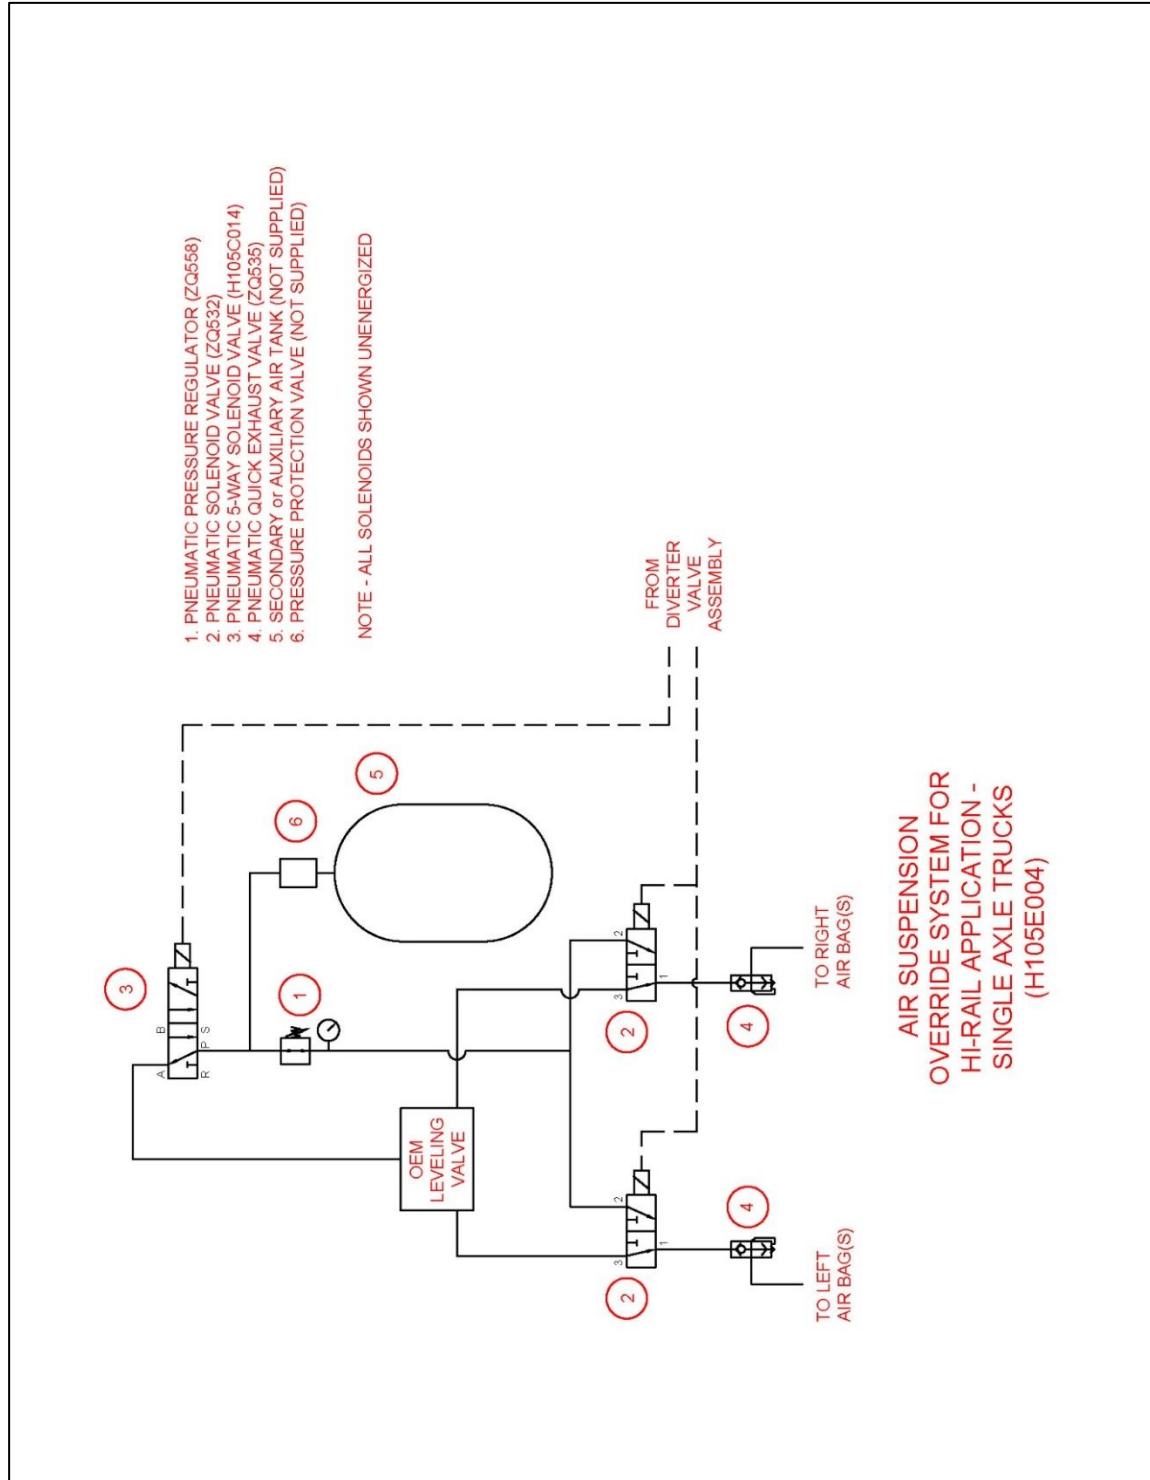 1. PNEUMATIC PRESSURE REGULATOR (ZQ558)
2. PNEUMATIC SOLENOID VALVE (ZQ532)
3. PNEUMATIC 5-WAY SOLENOID VALVE (H105C014)
4. PNEUMATIC QUICK EXHAUST VALVE (ZQ535)
5. SECONDARY or AUXILIARY AIR TANK (NOT SUPPLIED)
6. PRESSURE PROTECTION VALVE (NOT SUPPLIED)
NOTE - ALL SOLENOIDS SHOWN UNENERGIZED
3
A
B
R
P
S
1
6
5
OEM
LEVELING
VALVE
FROM
DIVERTER
VALVE
ASSEMBLY
2
3
2
1
2
3
2
1
4
4
TO LEFT
AIR BAG(S)
TO RIGHT
AIR BAG(S)
AIR SUSPENSION
OVERRIDE SYSTEM FOR
HI-RAIL APPLICATION -
SINGLE AXLE TRUCKS
(H105E004)